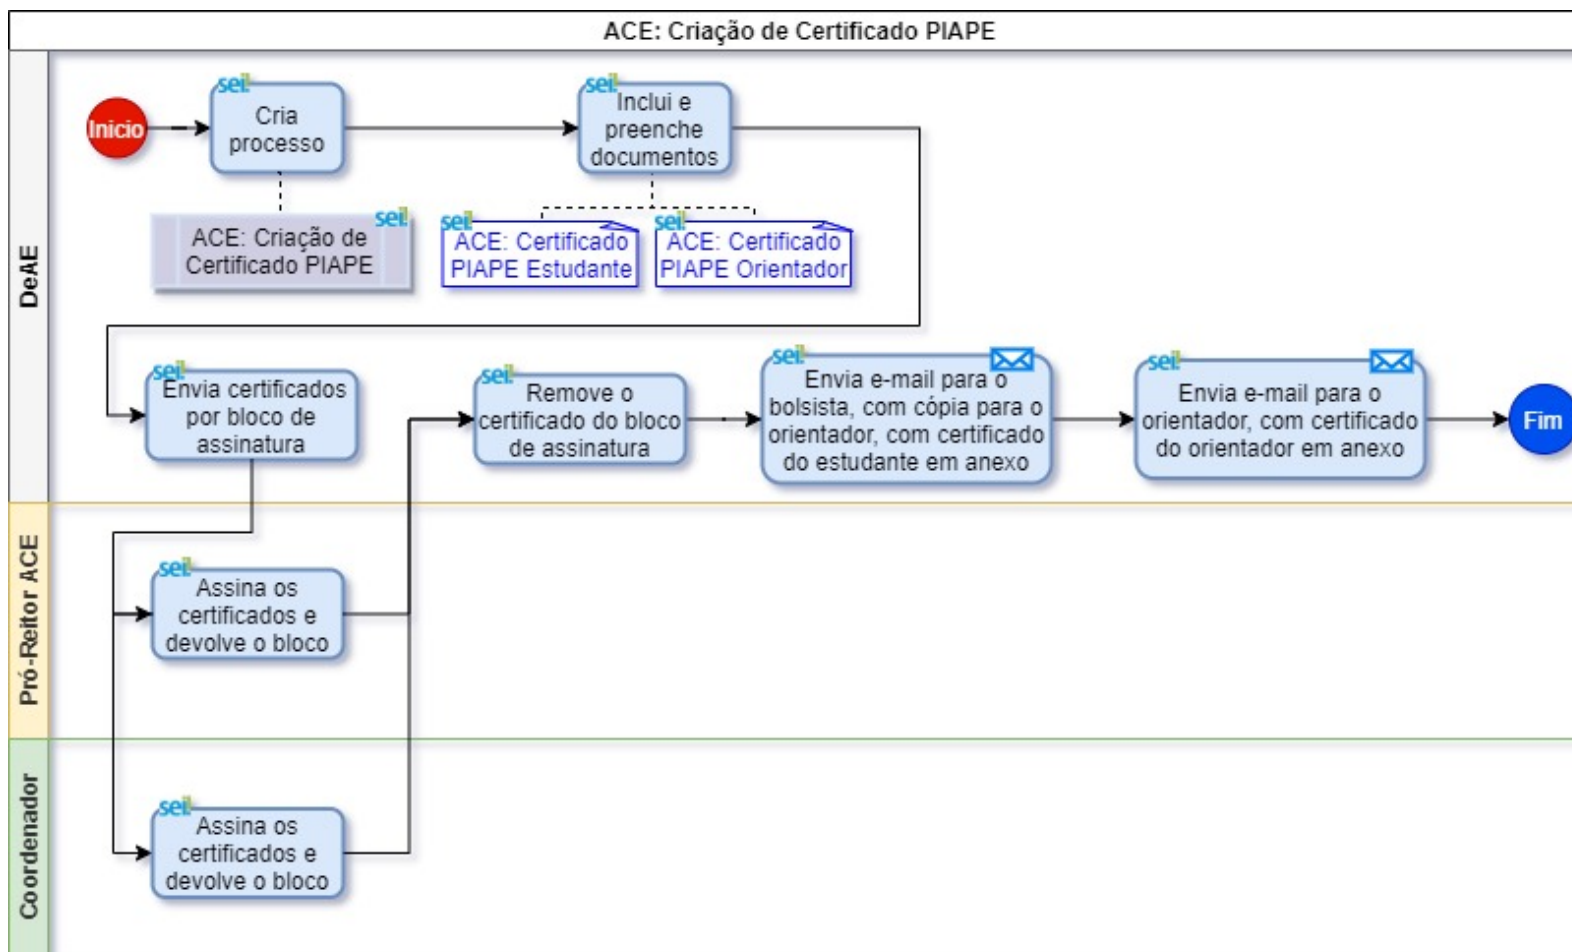 ACE: Criação de Certificado PIAPE
DeAE
Inicio
sei!
Cria
processo
sei!
Inclui e
preenche
documentos
sei!
ACE: Criação de
Certificado PIAPE
sei!
ACE: Certificado
PIAPE Estudante
sei!
ACE: Certificado
PIAPE Orientador
sei!
Envia certificados
por bloco de
assinatura
sei!
Remove o
certificado do bloco
de assinatura
sei!
Envia e-mail para o
bolsista, com cópia para o
orientador, com certificado
do estudante em anexo
sei!
Envia e-mail para o
orientador, com certificado
do orientador em anexo
Fim
Pró-Reitor ACE
sei!
Assina os
certificados e
devolve o bloco
Coordenador
sei!
Assina os
certificados e
devolve o bloco